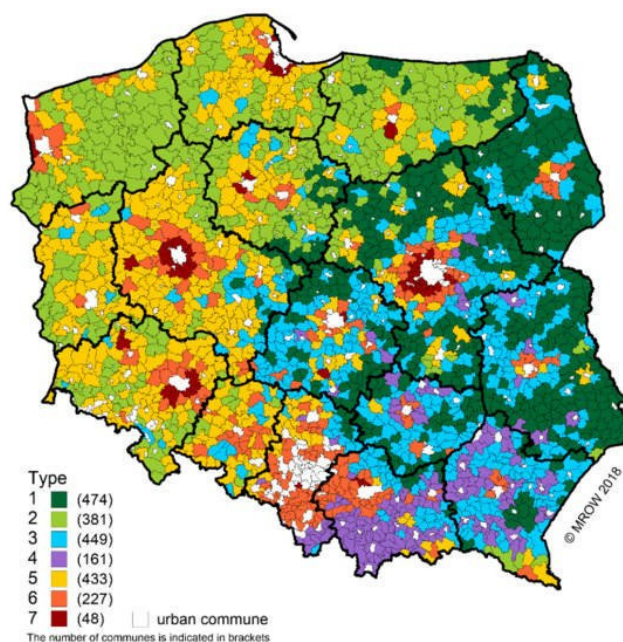 © MROW 2018
Type
1 (474)
2 (381)
3 (449)
4 (161)
5 (433)
6 (227)
7 (48) urban commune
The number of communes is indicated in brackets